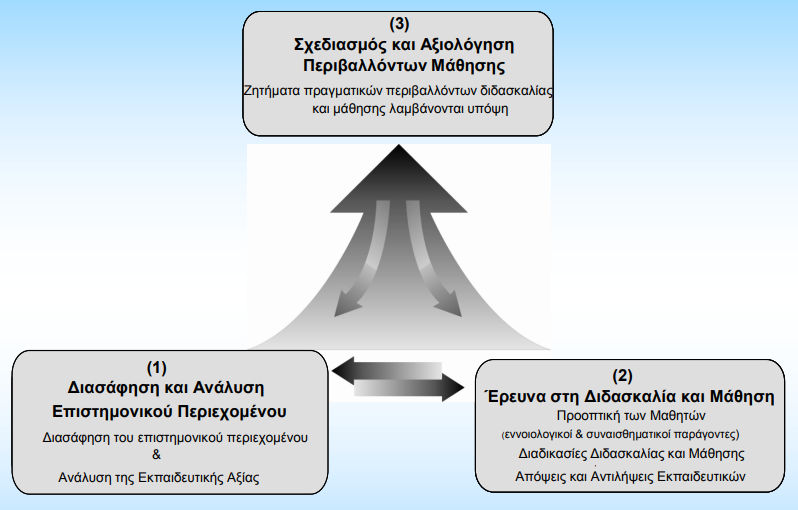 (3)
Σχεδιασμός και Αξιολόγηση
Περιβαλλόντων Μάθησης
Ζητήματα πραγματικών περιβαλλόντων διδασκαλίας
και μάθησης λαμβάνονται υπόψη
(1)
Διασάφηση και Ανάλυση
Επιστημονικού Περιεχομένου
Διασάφηση του επιστημονικού περιεχομένου
&
Ανάλυση της Εκπαιδευτικής Αξίας
(2)
Έρευνα στη Διδασκαλία και Μάθηση
Προοπτική των Μαθητών
(εννοιολογικοί & συναισθηματικοί παράγοντες)
Διαδικασίες Διδασκαλίας και Μάθησης
Απόψεις και Αντιλήψεις Εκπαιδευτικών